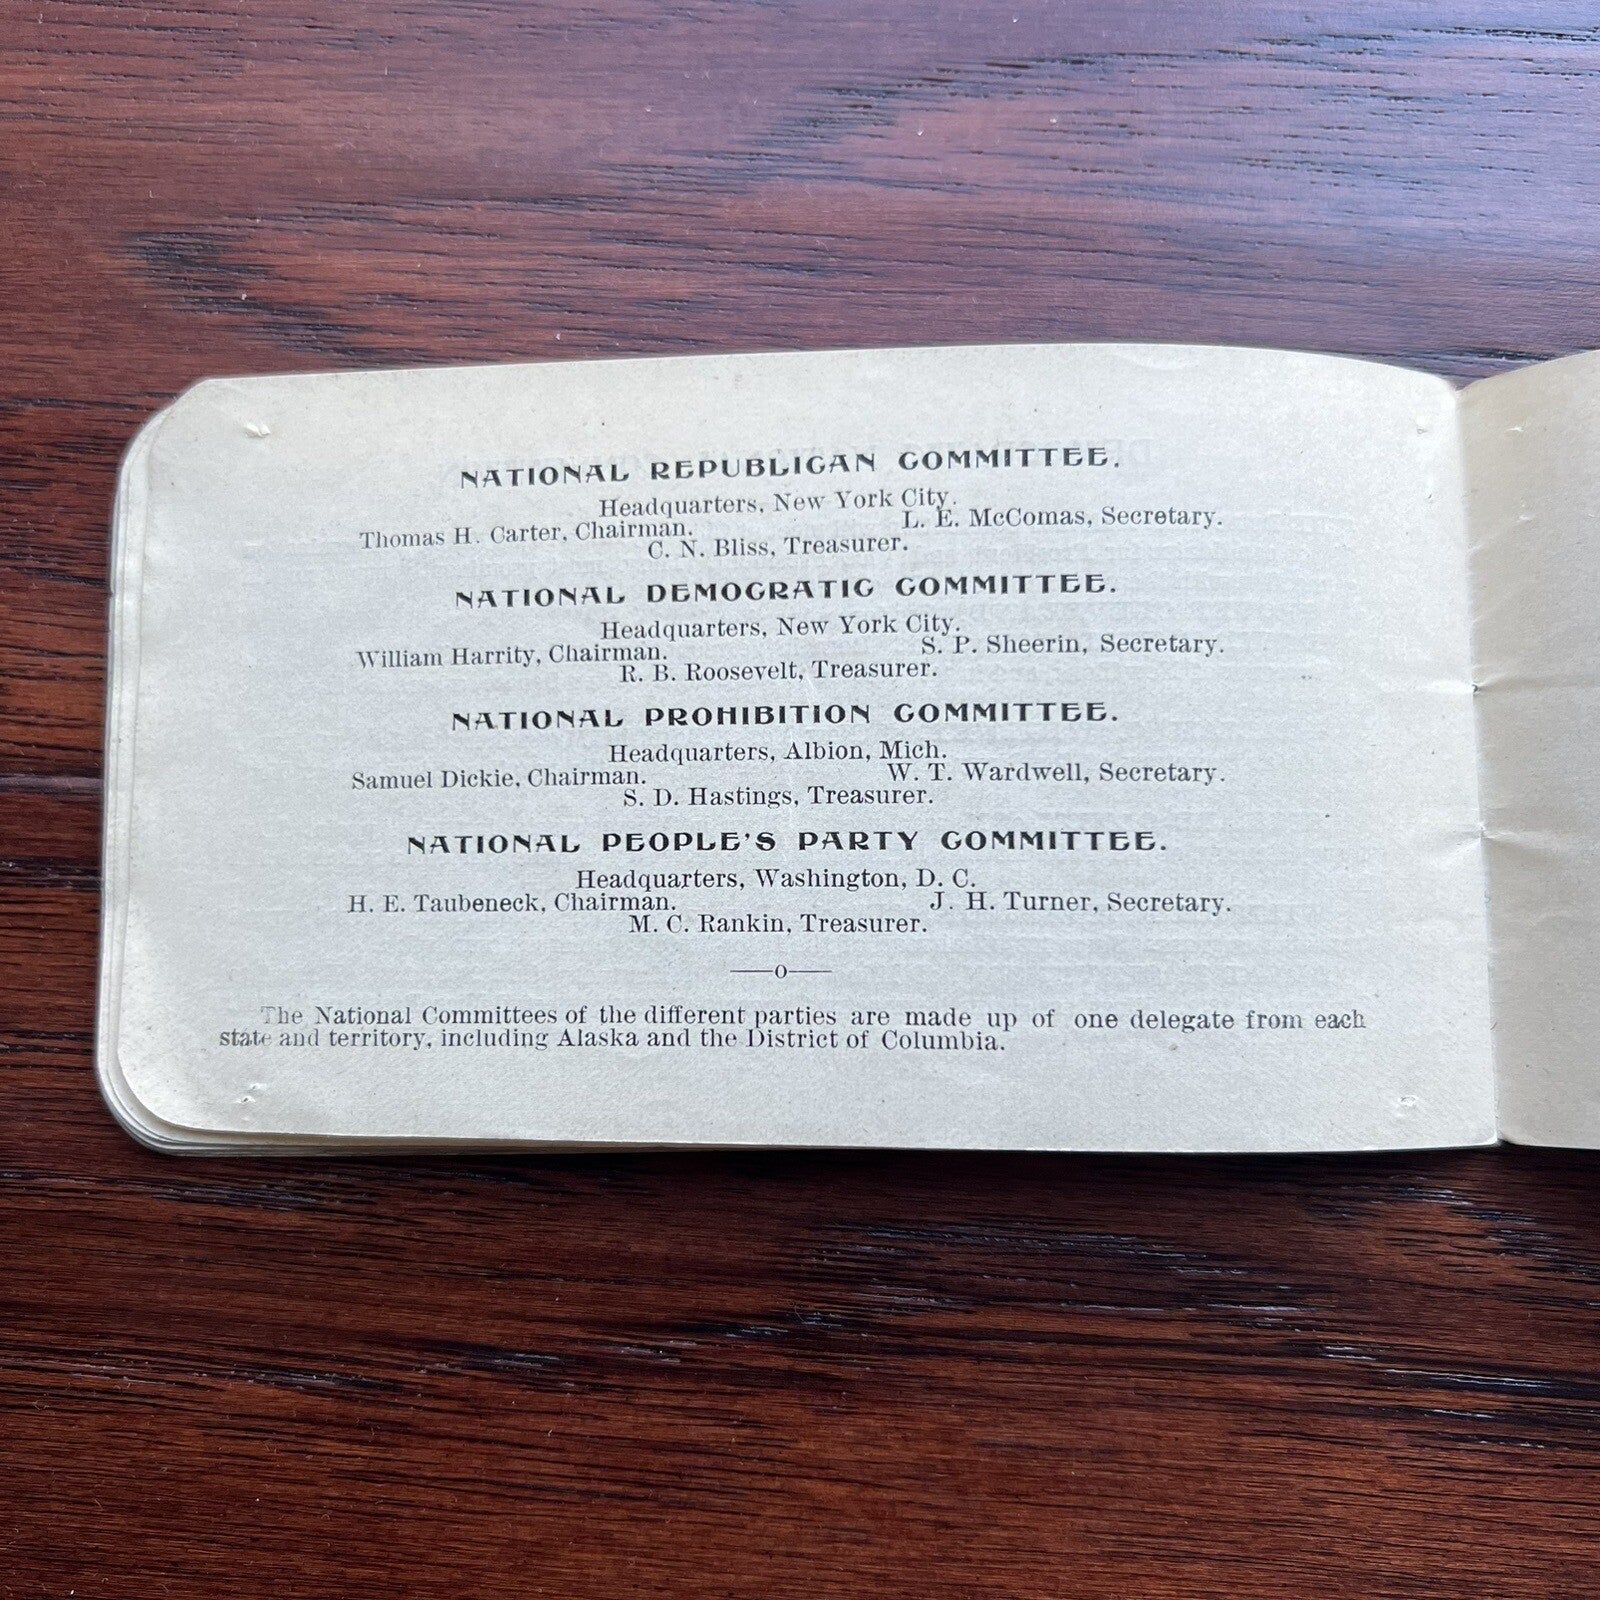 NATIONAL REPUBLICAN COMMITTEE.
Headquarters, New York City.
Thomas H. Carter, Chairman. L. E. McComas, Secretary.
C. N. Bliss, Treasurer.
NATIONAL DEMOCRATIC COMMITTEE.
Headquarters, New York City.
William Harrity, Chairman. S. P. Sheerin, Secretary.
R. B. Roosevelt, Treasurer.
NATIONAL PROHIBITION COMMITTEE.
Headquarters, Albion, Mich.
Samuel Dickie, Chairman. W. T. Wardwell, Secretary.
S. D. Hastings, Treasurer.
NATIONAL PEOPLE'S PARTY COMMITTEE.
Headquarters, Washington, D. C.
H. E. Taubeneck, Chairman. J. H. Turner, Secretary.
M. C. Rankin, Treasurer.
——o——
The National Committees of the different parties are made up of one delegate from each
state and territory, including Alaska and the District of Columbia.